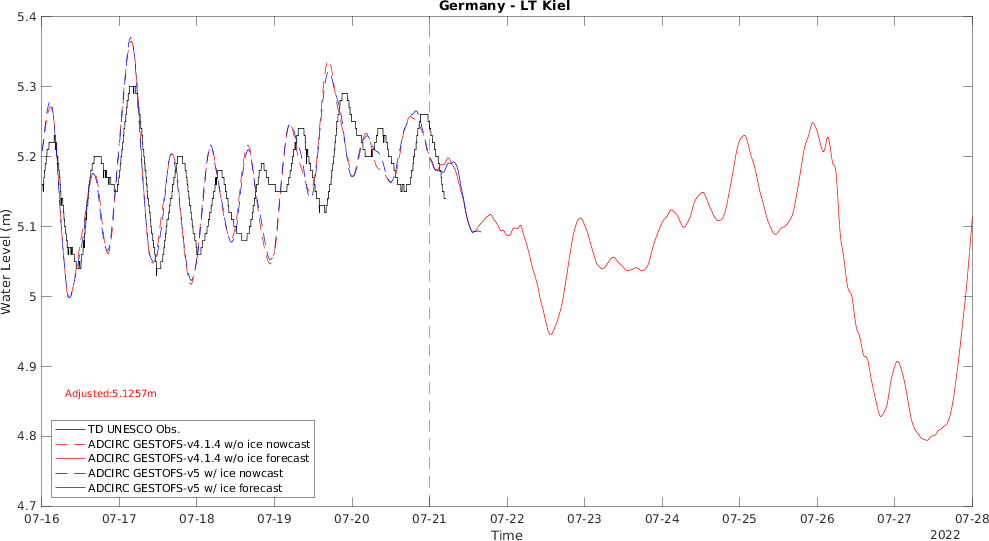 Germany - LT Kiel
5.4
5.3
5.2
5.1
5
4.9
4.8
4.7
Water Level (m)
Adjusted:5.1257m
TD UNESCO Obs.
ADCIRC GESTOFS-v4.1.4 w/o ice nowcast
ADCIRC GESTOFS-v4.1.4 w/o ice forecast
ADCIRC GESTOFS-v5 w/ ice nowcast
ADCIRC GESTOFS-v5 w/ ice forecast
07-16 07-17 07-18 07-19 07-20 07-21 07-22 07-23 07-24 07-25 07-26 07-27 07-28
Time
2022